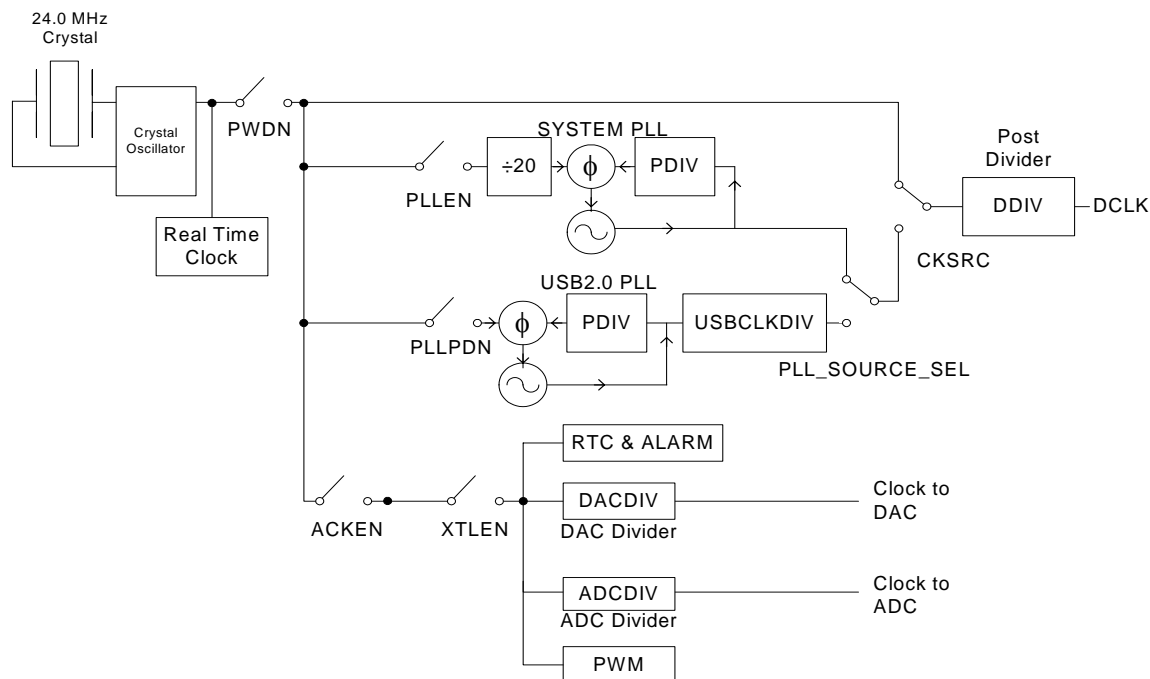 24.0 MHz
Crystal
Crystal
Oscillator
PWDN
Real Time
Clock
SYSTEM PLL
÷20
ϕ
PDIV
PLLEN
Post
Divider
DDIV
DCLK
CKSRC
USB2.0 PLL
ϕ
PDIV
USBCLKDIV
PLLPDN
PLL_SOURCE_SEL
RTC & ALARM
ACKEN
XTLEN
DACDIV
DAC Divider
Clock to
DAC
ADCDIV
ADC Divider
Clock to
ADC
PWM